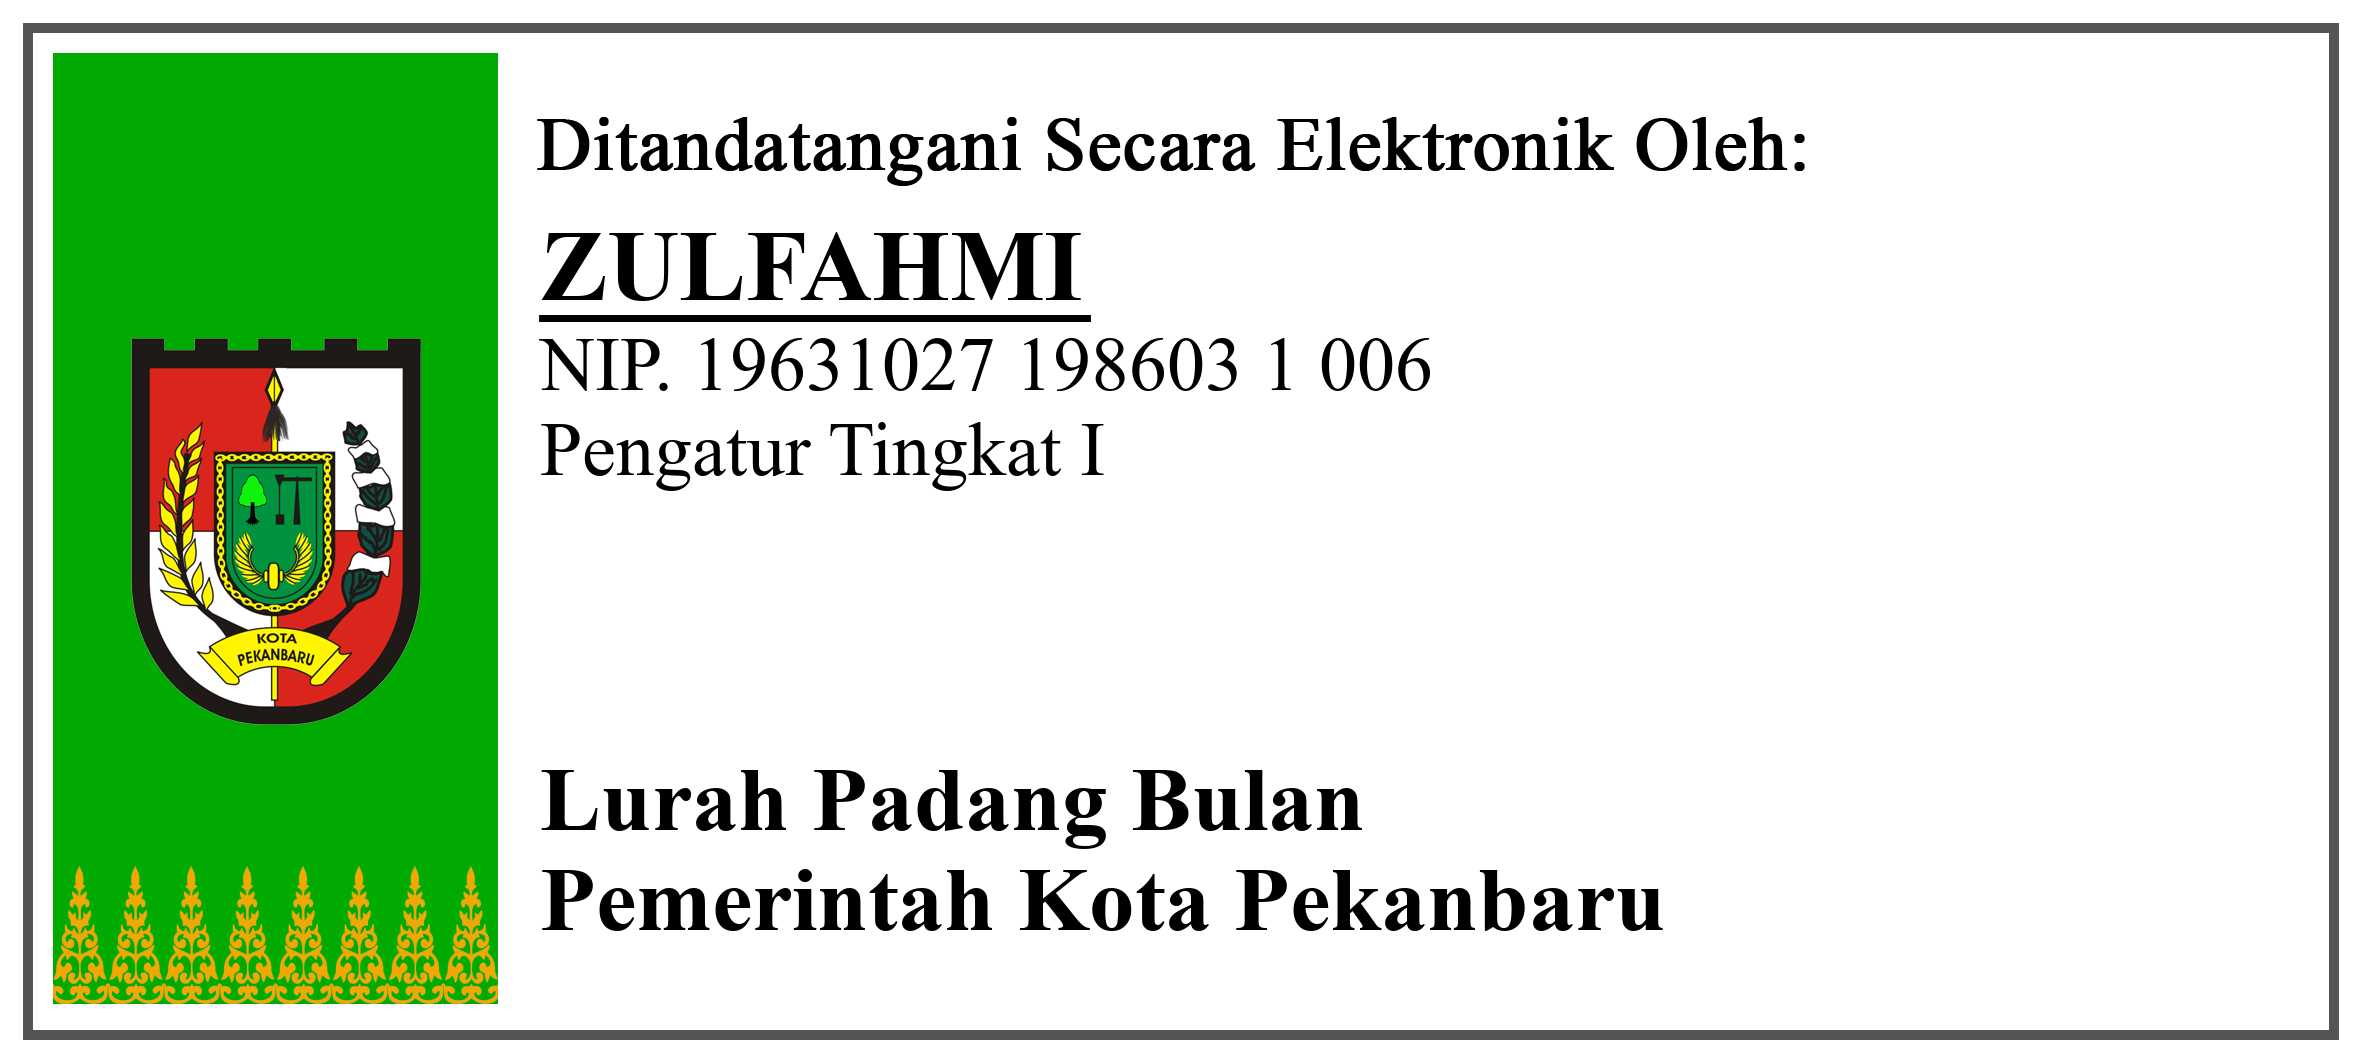 Ditandatangani Secara Elektronik Oleh:
ZULFAHMI
NIP. 19631027 198603 1 006
Pengatur Tingkat I
KOTA
PEKANBARU
Lurah Padang Bulan
Pemerintah Kota Pekanbaru